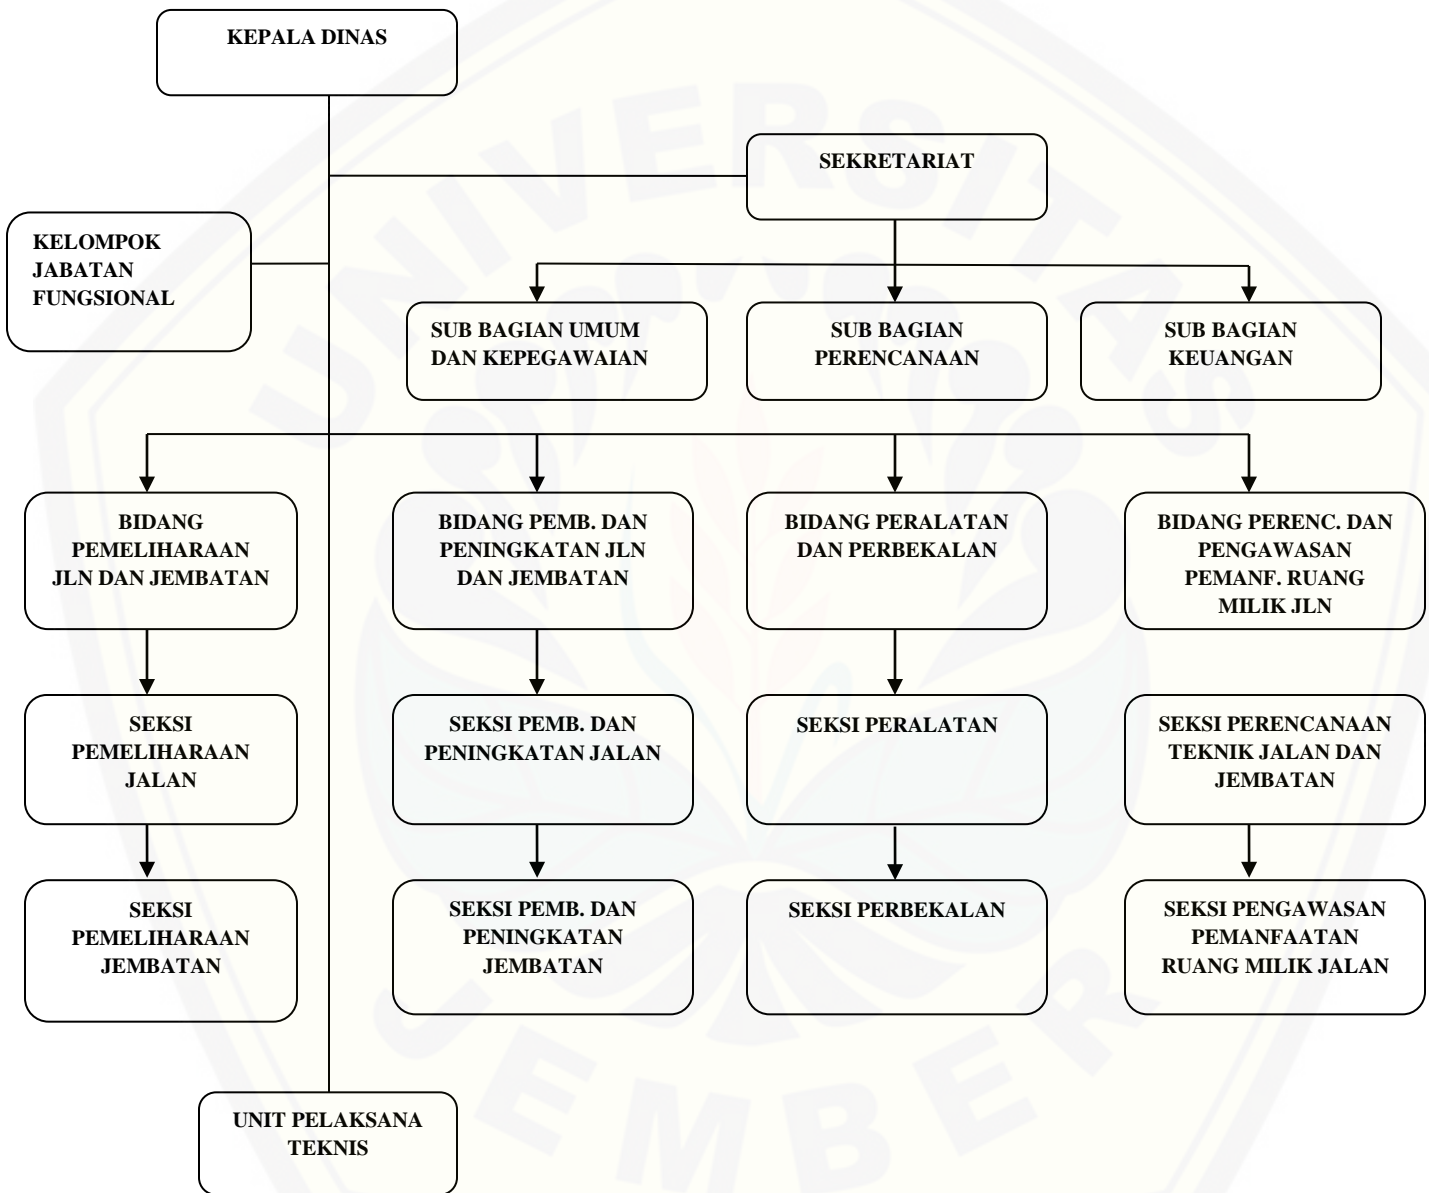 KEPALA DINAS
SEKRETARIAT
KELOMPOK
JABATAN
FUNGSIONAL
SUB BAGIAN UMUM
DAN KEPEGAWAIAN
SUB BAGIAN
PERENCANAAN
SUB BAGIAN
KEUANGAN
BIDANG
PEMELIHARAAN
JLN DAN JEMBATAN
BIDANG PEMB. DAN
PENINGKATAN JLN
DAN JEMBATAN
BIDANG PERALATAN
DAN PERBEKALAN
BIDANG PERENC. DAN
PENGAWASAN
PEMANF. RUANG
MILIK JLN
SEKSI
PEMELIHARAAN
JALAN
SEKSI PEMB. DAN
PENINGKATAN JALAN
SEKSI PERALATAN
SEKSI PERENCANAAN
TEKNIK JALAN DAN
JEMBATAN
SEKSI
PEMELIHARAAN
JEMBATAN
SEKSI PEMB. DAN
PENINGKATAN
JEMBATAN
SEKSI PERBEKALAN
SEKSI PENGAWASAN
PEMANFAATAN
RUANG MILIK JALAN
UNIT PELAKSANA
TEKNIS
UNIVERSITAS
JEMBER